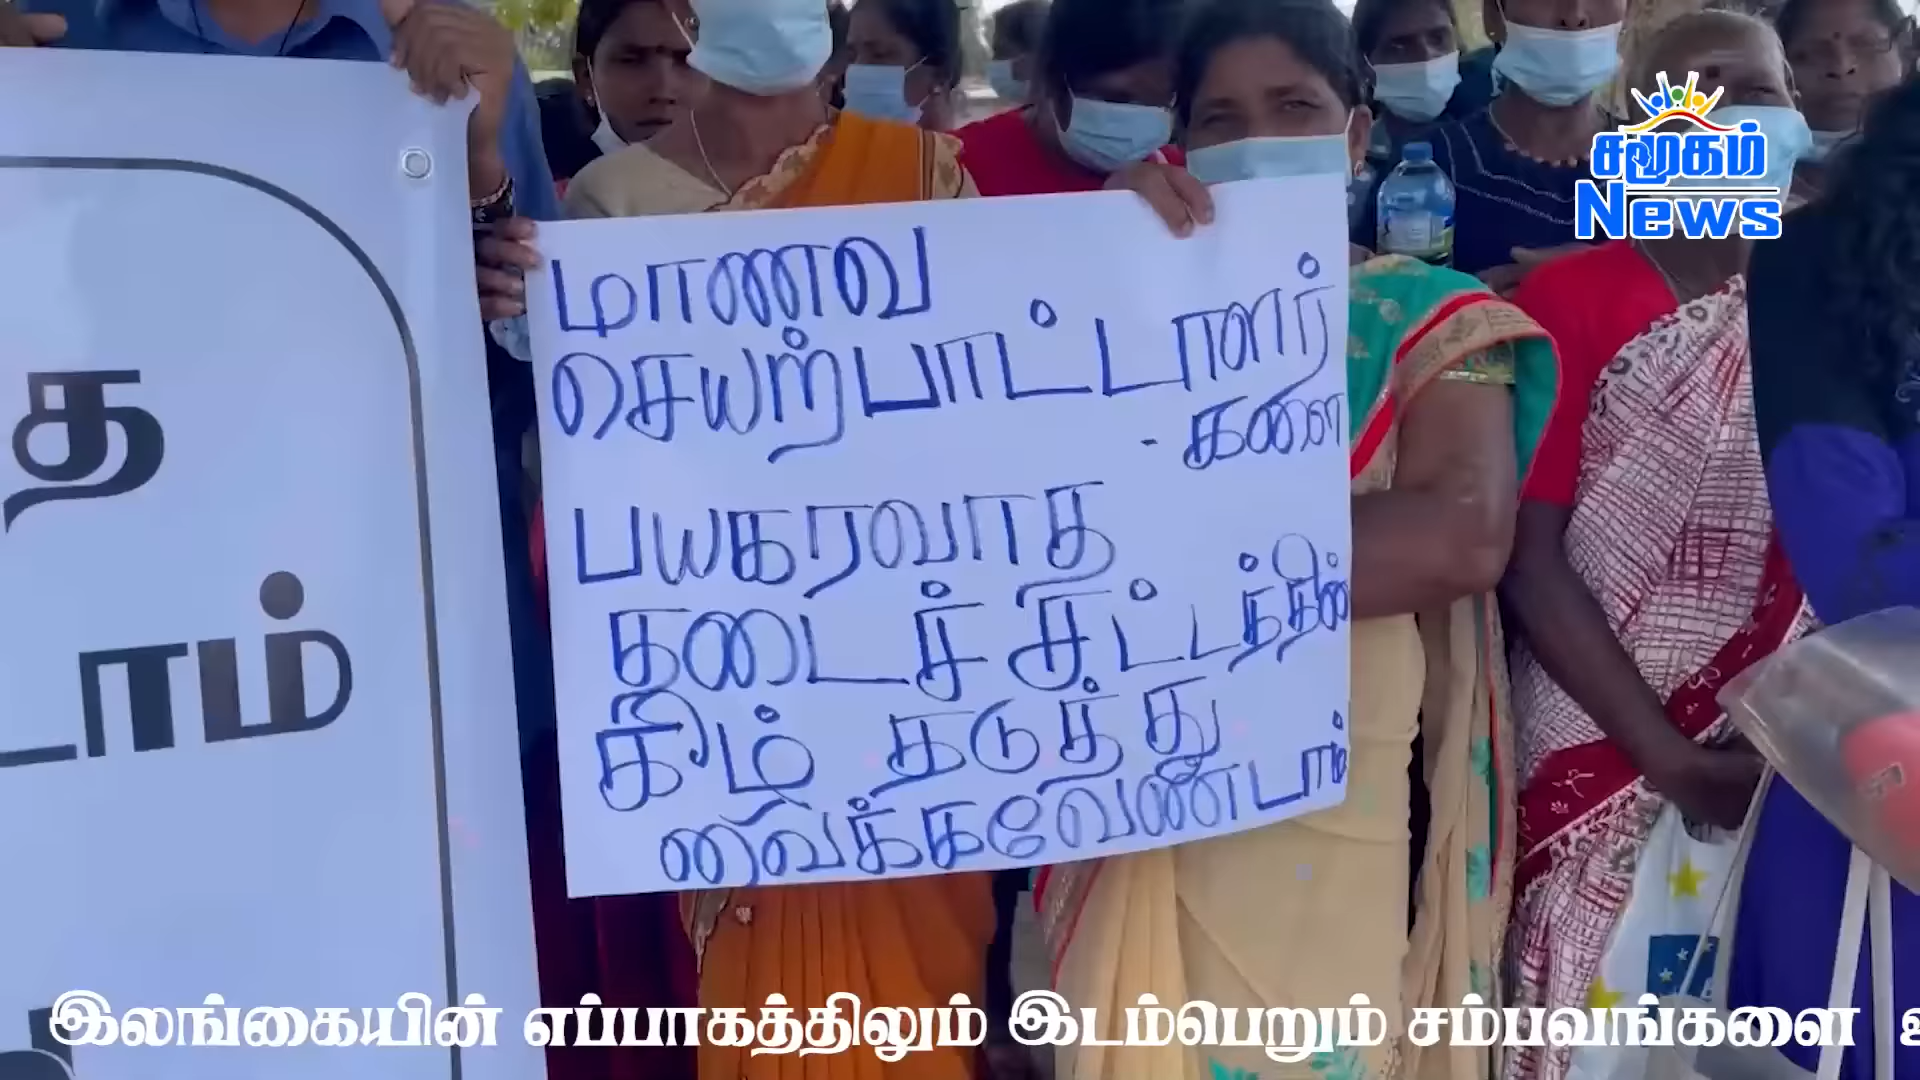 சமூகம்
News
மாணவ
செயற்பாட்டாளர்
- களை
பயகரவாத
தடைச் சட்டத்தின்
கீழ் தடுத்து
வைக்கவேண்டாம்
த
டாம்
இலங்கையின் எப்பாகத்திலும் இடம்பெறும் சம்பவங்களை